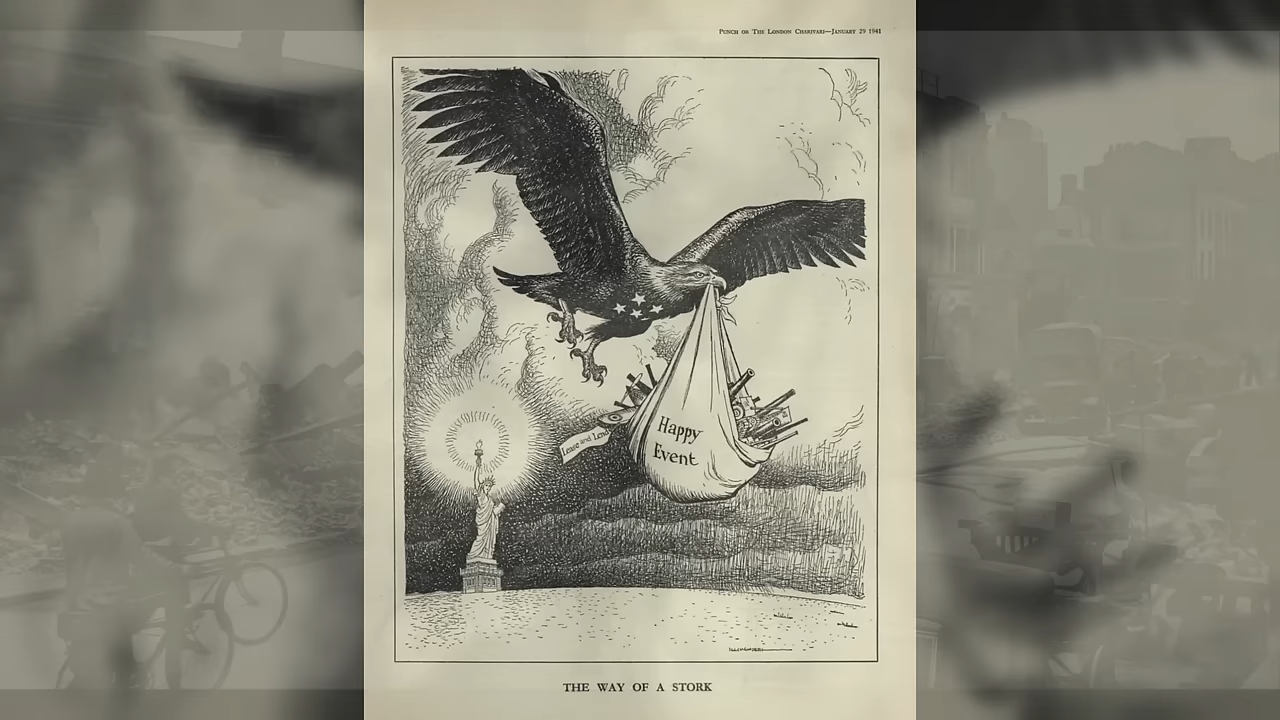 PUNCH OR THE LONDON CHARIVARI—JANUARY 29 1941
Lease and Lend
Happy
Event
THE WAY OF A STORK